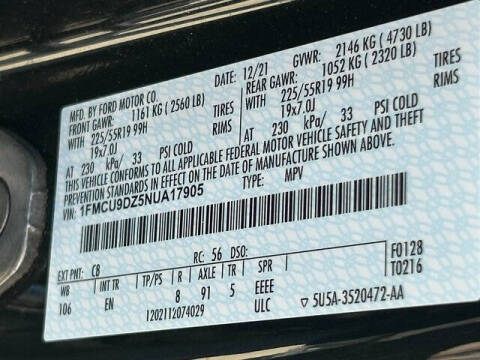 MFD. BY FORD MOTOR CO.
DATE: 12/21 GVWR: 2146 KG ( 4730 LB)
FRONT GAWR: 1161 KG ( 2560 LB) REAR GAWR: 1052 KG ( 2320 LB)
WITH 225/55R19 99H TIRES WITH 225/55R19 99H TIRES
19x7.0J RIMS 19x7.0J RIMS
AT 230 kPa/ 33 PSI COLD AT 230 kPa/ 33 PSI COLD
THIS VEHICLE CONFORMS TO ALL APPLICABLE FEDERAL MOTOR VEHICLE SAFETY AND THEFT
PREVENTION STANDARDS IN EFFECT ON THE DATE OF MANUFACTURE SHOWN ABOVE.
VIN: 1FMCU9DZ5NUA17905 TYPE: MPV
EXT PNT: C8 RC: 56 DSO: F0128
WB INT TR TP/PS R AXLE TR SPR T0216
106 EN 8 91 5 EEEE
1202112074029 ULC ▽ 5U5A-3520472-AA